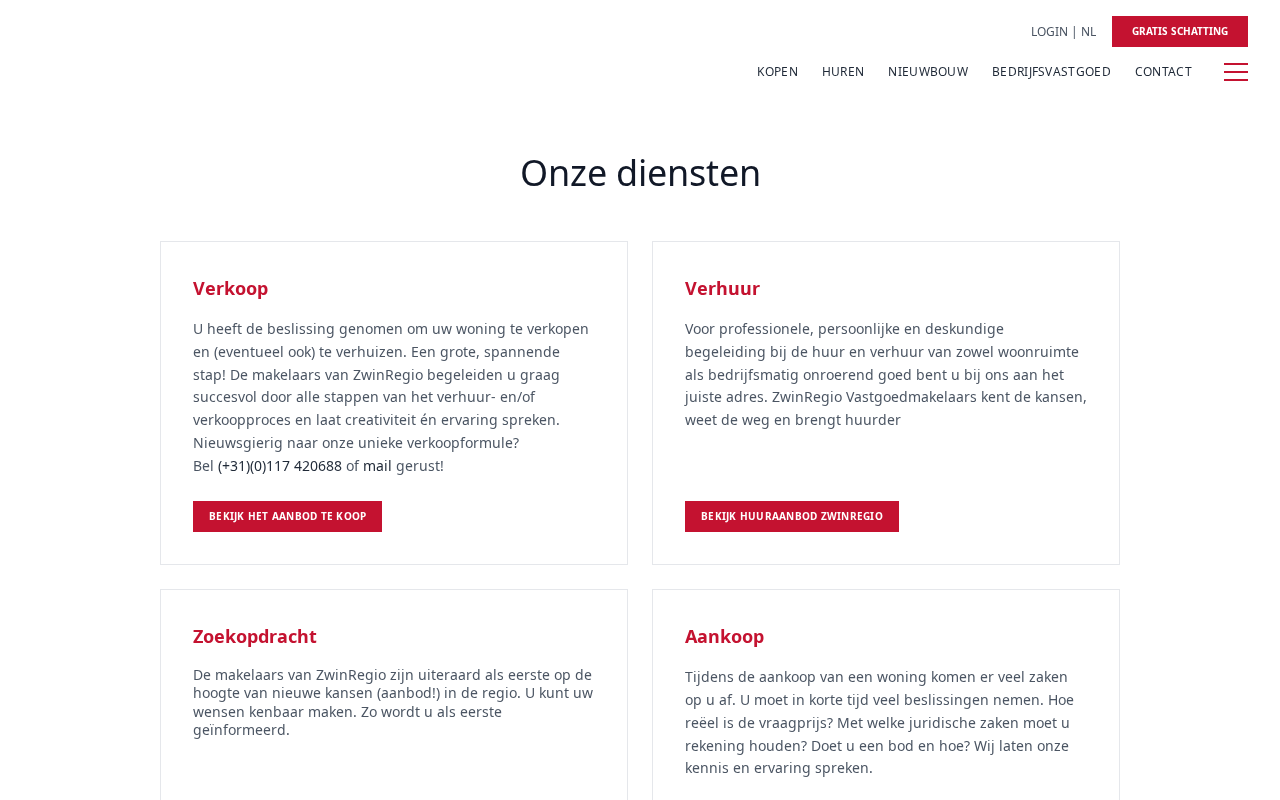 LOGIN | NL
GRATIS SCHATTING
KOPEN HUREN NIEUWBOUW BEDRIJFSVASTGOED CONTACT
Onze diensten
Verkoop
U heeft de beslissing genomen om uw woning te verkopen
en (eventueel ook) te verhuizen. Een grote, spannende
stap! De makelaars van ZwinRegio begeleiden u graag
succesvol door alle stappen van het verhuur- en/of
verkoopproces en laat creativiteit én ervaring spreken.
Nieuwsgierig naar onze unieke verkoopformule?
Bel (+31)(0)117 420688 of mail gerust!
BEKIJK HET AANBOD TE KOOP
Verhuur
Voor professionele, persoonlijke en deskundige
begeleiding bij de huur en verhuur van zowel woonruimte
als bedrijfsmatig onroerend goed bent u bij ons aan het
juiste adres. ZwinRegio Vastgoedmakelaars kent de kansen,
weet de weg en brengt huurder
BEKIJK HUURAANBOD ZWINREGIO
Zoekopdracht
De makelaars van ZwinRegio zijn uiteraard als eerste op de
hoogte van nieuwe kansen (aanbod!) in de regio. U kunt uw
wensen kenbaar maken. Zo wordt u als eerste
geïnformeerd.
Aankoop
Tijdens de aankoop van een woning komen er veel zaken
op u af. U moet in korte tijd veel beslissingen nemen. Hoe
reëel is de vraagprijs? Met welke juridische zaken moet u
rekening houden? Doet u een bod en hoe? Wij laten onze
kennis en ervaring spreken.